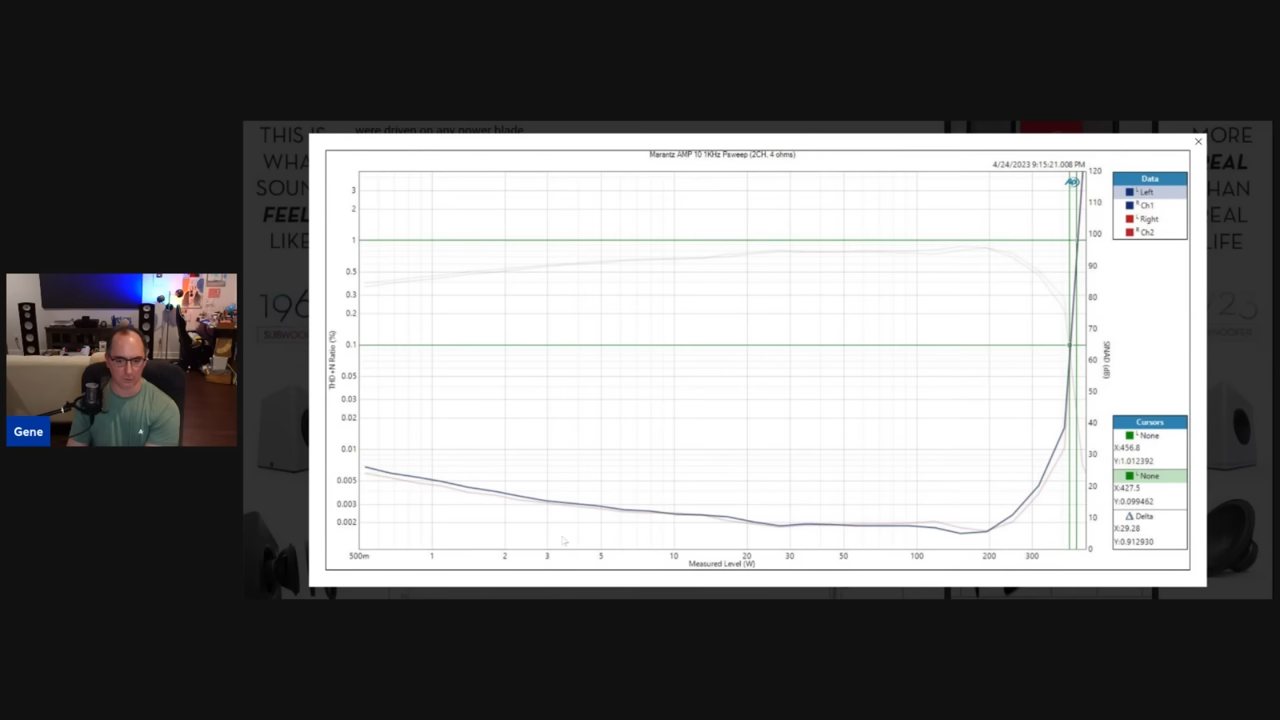 were driven on any power blade
THIS IS
WHA
SOUN
FEEL
LIKE
196
SUBWOO
MORE
REAL
HAN
REAL
LIFE
Marantz AMP 10 1KHz Psweep (2CH, 4 ohms)
4/24/2023 9:15:21.008 PM
THD+N Ratio (%)
3
2
1
0.5
0.3
0.2
0.1
0.05
0.03
0.02
0.01
0.005
0.003
0.002
500m
1
2
3
5
10
20
30
50
100
200
300
Measured Level (W)
120
110
100
90
80
70
60
50
40
30
20
10
0
SINAD (dB)
AP
Data
L Left
R Ch1
L Right
R Ch2
Cursors
L None
X:456.8
Y:1.012392
L None
X:427.5
Y:0.099462
Delta
X:29.28
Y:0.912930
Gene